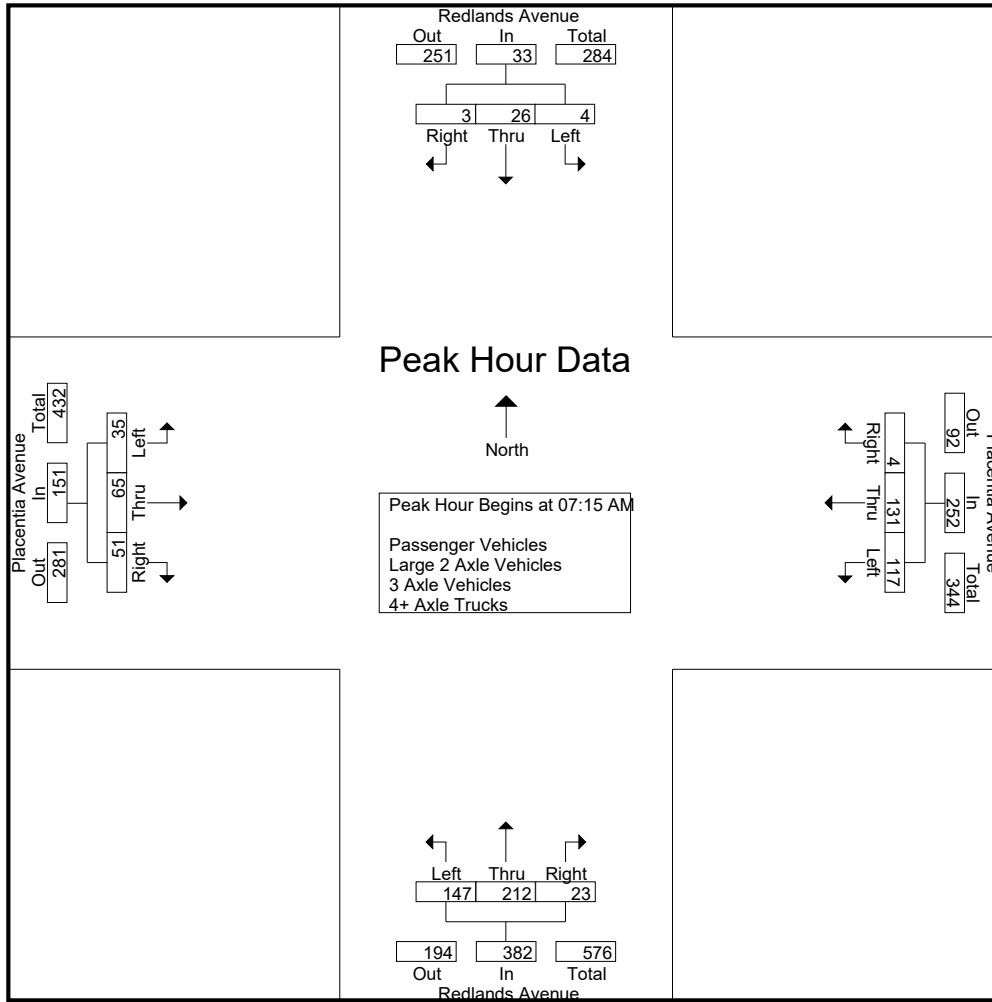 Redlands Avenue
Out In Total
251 33 284
3 26 4
Right Thru Left
Peak Hour Data
North
Peak Hour Begins at 07:15 AM
Passenger Vehicles
Large 2 Axle Vehicles
3 Axle Vehicles
4+ Axle Trucks
Placentia Avenue
Out In Total
281 151 432
51 65 35
Right Thru Left
Placentia Avenue
Out In Total
92 252 344
4 131 117
Right Thru Left
Left Thru Right
147 212 23
194 382 576
Out In Total
Redlands Avenue